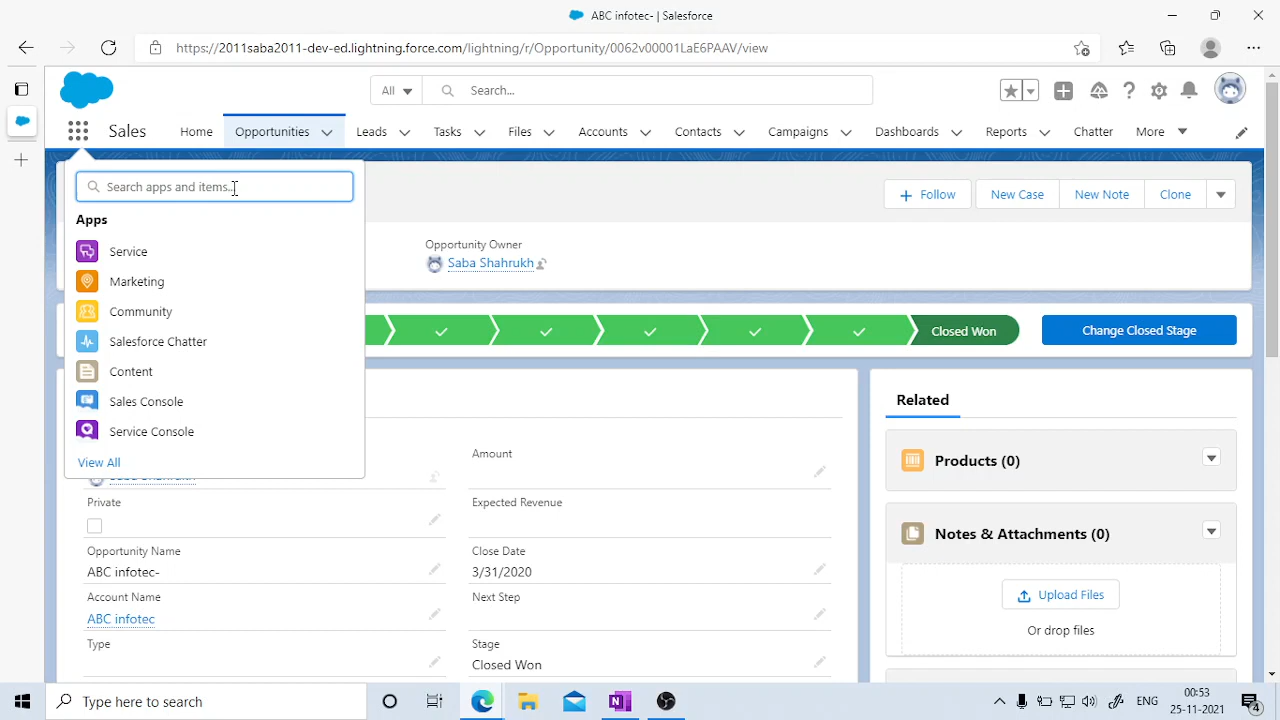 ABC infotec- | Salesforce
https://2011saba2011-dev-ed.lightning.force.com/lightning/r/Opportunity/0062v00001LaE6PAAV/view
All Search...
Sales Home Opportunities Leads Tasks Files Accounts Contacts Campaigns Dashboards Reports Chatter More
Search apps and items...
Follow New Case New Note Clone
Apps
Service
Marketing
Community
Salesforce Chatter
Content
Sales Console
Service Console
View All
Opportunity Owner
Saba Shahrukh
Closed Won
Change Closed Stage
Related
Products (0)
Notes & Attachments (0)
Upload Files
Or drop files
Amount
Private
Expected Revenue
Opportunity Name
ABC infotec-
Close Date
3/31/2020
Account Name
ABC infotec
Next Step
Type
Stage
Closed Won
Type here to search
ENG
00:53
25-11-2021
4